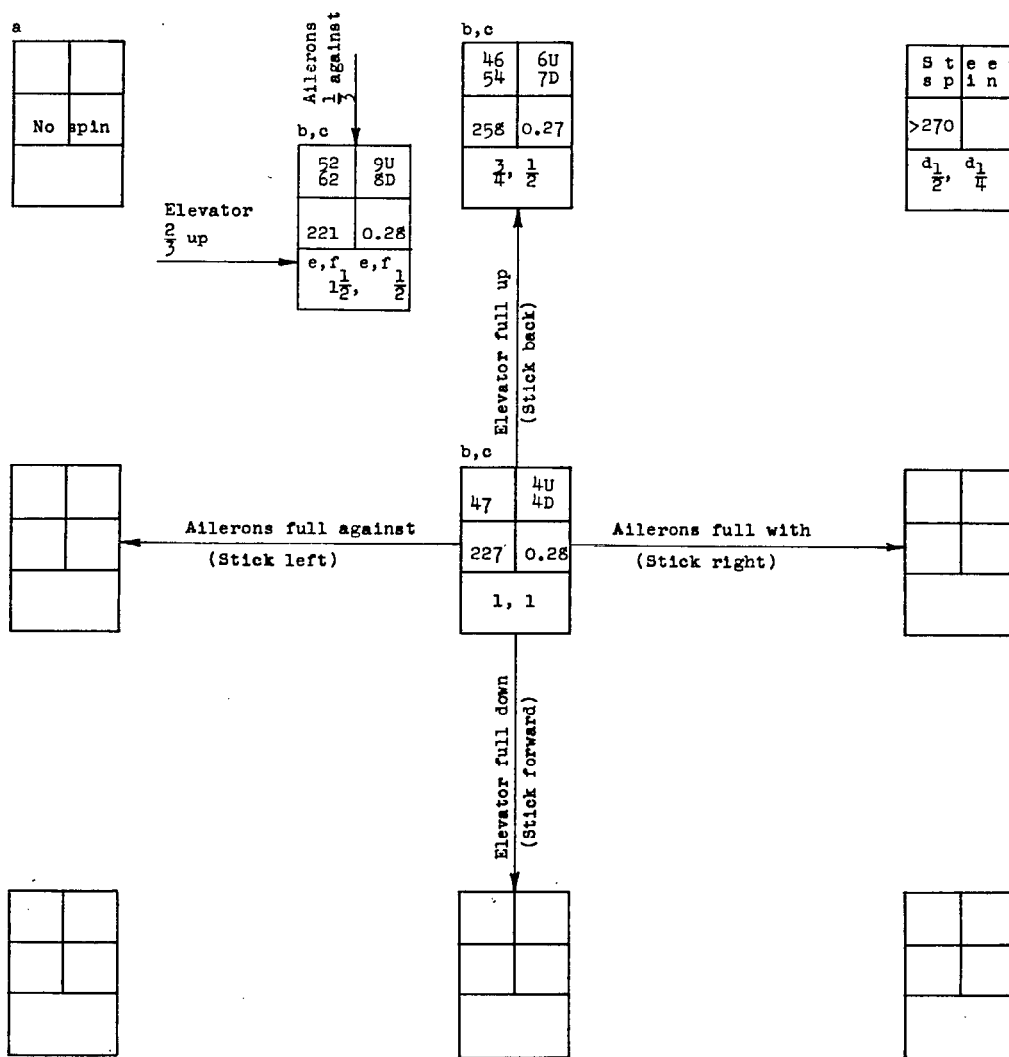 a
No spin
Ailerons
1/3 against
Elevator
2/3 up
b,c
52 9U
62 8D
221 0.28
e,f 1 1/2, e,f 1/2
b,c
46 6U
54 7D
258 0.27
3/4, 1/2
S t e e
s p i n
>270
d 1/2, d 1/4
Elevator full up
(Stick back)
b,c
47 4U
4D
227 0.28
1, 1
Ailerons full against
(Stick left)
Ailerons full with
(Stick right)
Elevator full down
(Stick forward)